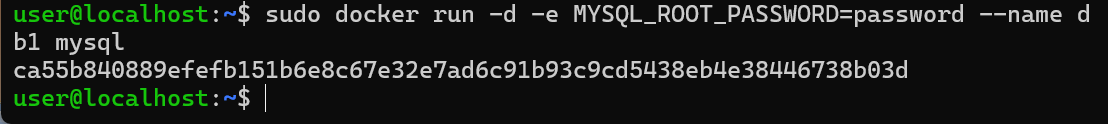 user@localhost:~$ sudo docker run -d -e MYSQL_ROOT_PASSWORD=password --name d
b1 mysql
ca55b840889efefb151b6e8c67e32e7ad6c91b93c9cd5438eb4e38446738b03d
user@localhost:~$